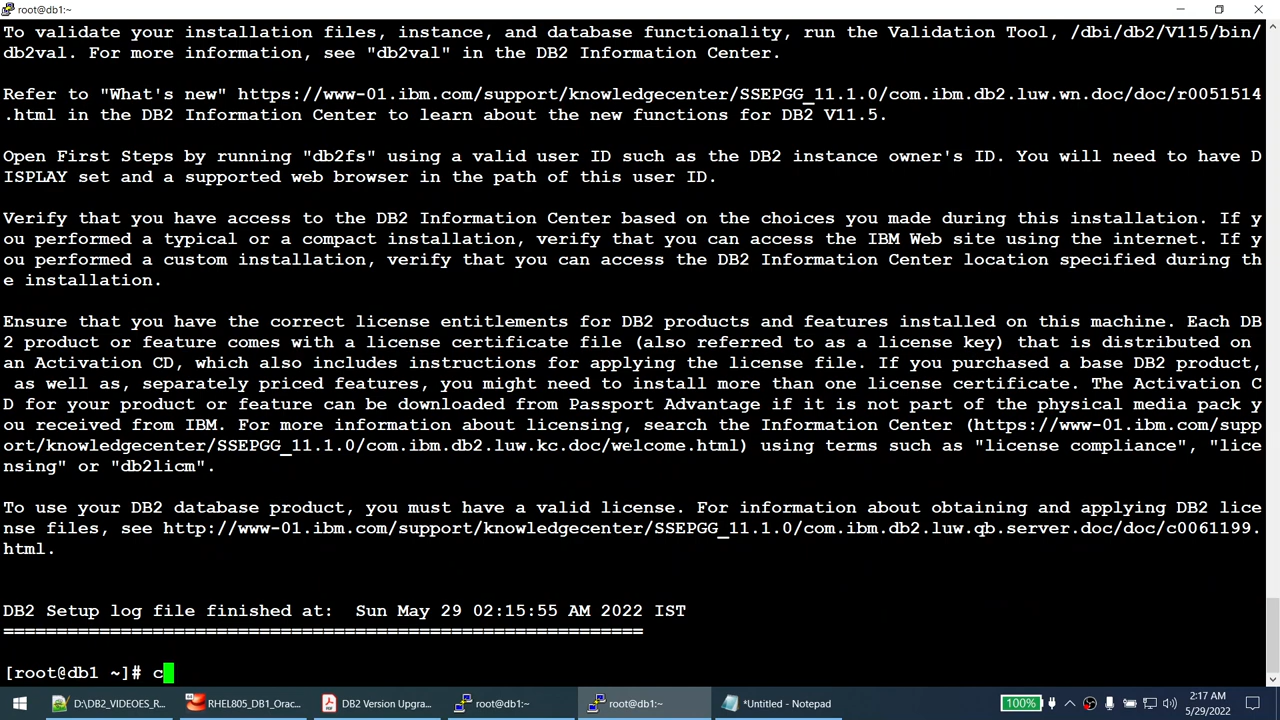 root@db1:~
To validate your installation files, instance, and database functionality, run the Validation Tool, /dbi/db2/V115/bin/
db2val. For more information, see "db2val" in the DB2 Information Center.
Refer to "What's new" https://www-01.ibm.com/support/knowledgecenter/SSEPGG_11.1.0/com.ibm.db2.luw.wn.doc/doc/r0051514
.html in the DB2 Information Center to learn about the new functions for DB2 V11.5.
Open First Steps by running "db2fs" using a valid user ID such as the DB2 instance owner's ID. You will need to have D
ISPLAY set and a supported web browser in the path of this user ID.
Verify that you have access to the DB2 Information Center based on the choices you made during this installation. If y
ou performed a typical or a compact installation, verify that you can access the IBM Web site using the internet. If y
ou performed a custom installation, verify that you can access the DB2 Information Center location specified during th
e installation.
Ensure that you have the correct license entitlements for DB2 products and features installed on this machine. Each DB
2 product or feature comes with a license certificate file (also referred to as a license key) that is distributed on
an Activation CD, which also includes instructions for applying the license file. If you purchased a base DB2 product,
as well as, separately priced features, you might need to install more than one license certificate. The Activation C
D for your product or feature can be downloaded from Passport Advantage if it is not part of the physical media pack y
ou received from IBM. For more information about licensing, search the Information Center (https://www-01.ibm.com/supp
ort/knowledgecenter/SSEPGG_11.1.0/com.ibm.db2.luw.kc.doc/welcome.html) using terms such as "license compliance", "lice
nsing" or "db2licm".
To use your DB2 database product, you must have a valid license. For information about obtaining and applying DB2 lice
nse files, see http://www-01.ibm.com/support/knowledgecenter/SSEPGG_11.1.0/com.ibm.db2.luw.qb.server.doc/doc/c0061199.
html.
DB2 Setup log file finished at:  Sun May 29 02:15:55 AM 2022 IST
============================================================
[root@db1 ~]# c
D:\DB2_VIDEOES_R... RHEL805_DB1_Orac... DB2 Version Upgra... root@db1:~ root@db1:~ *Untitled - Notepad 100% 2:17 AM
5/29/2022